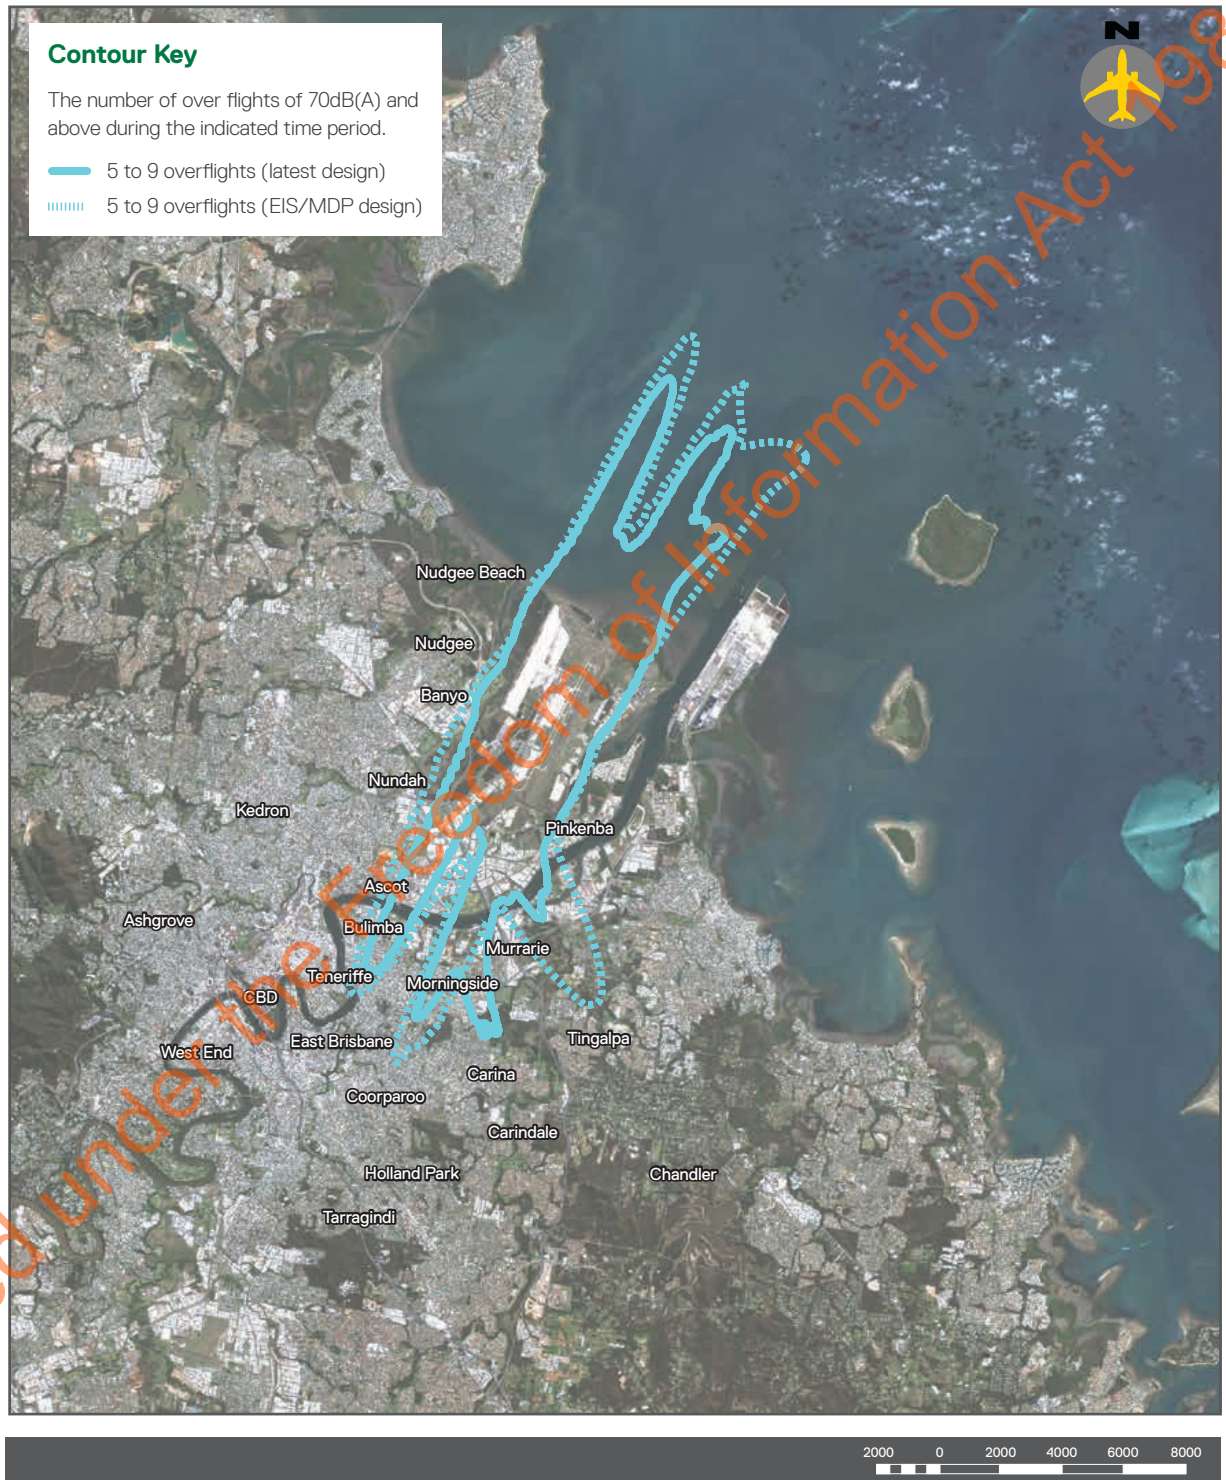 Contour Key
The number of over flights of 70dB(A) and
above during the indicated time period.
5 to 9 overflights (latest design)
5 to 9 overflights (EIS/MDP design)
N
under the Freedom of Information Act 198
Nudgee Beach
Nudgee
Banyo
Nundah
Kedron
Pinkenba
Ascot
Ashgrove
Bulimba
Murrarie
Teneriffe
Morningside
CBD
East Brisbane
Tingalpa
West End
Carina
Coorparoo
Carindale
Holland Park
Chandler
Tarragindi
2000 0 2000 4000 6000 8000